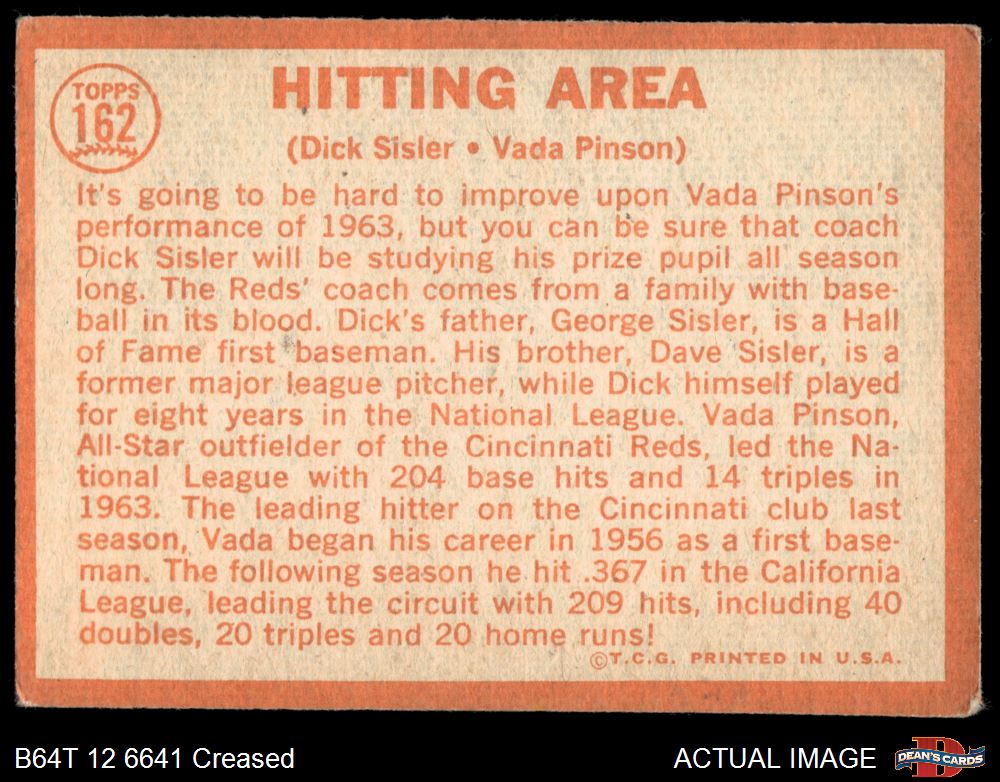 TOPPS
162
HITTING AREA
(Dick Sisler • Vada Pinson)
It's going to be hard to improve upon Vada Pinson's
performance of 1963, but you can be sure that coach
Dick Sisler will be studying his prize pupil all season
long. The Reds' coach comes from a family with base-
ball in its blood. Dick's father, George Sisler, is a Hall
of Fame first baseman. His brother, Dave Sisler, is a
former major league pitcher, while Dick himself played
for eight years in the National League. Vada Pinson,
All-Star outfielder of the Cincinnati Reds, led the Na-
tional League with 204 base hits and 14 triples in
1963. The leading hitter on the Cincinnati club last
season, Vada began his career in 1956 as a first base-
man. The following season he hit .367 in the California
League, leading the circuit with 209 hits, including 40
doubles, 20 triples and 20 home runs!
©T.C.G. PRINTED IN U.S.A.
B64T 12 6641 Creased
ACTUAL IMAGE
D
DEAN'S CARDS